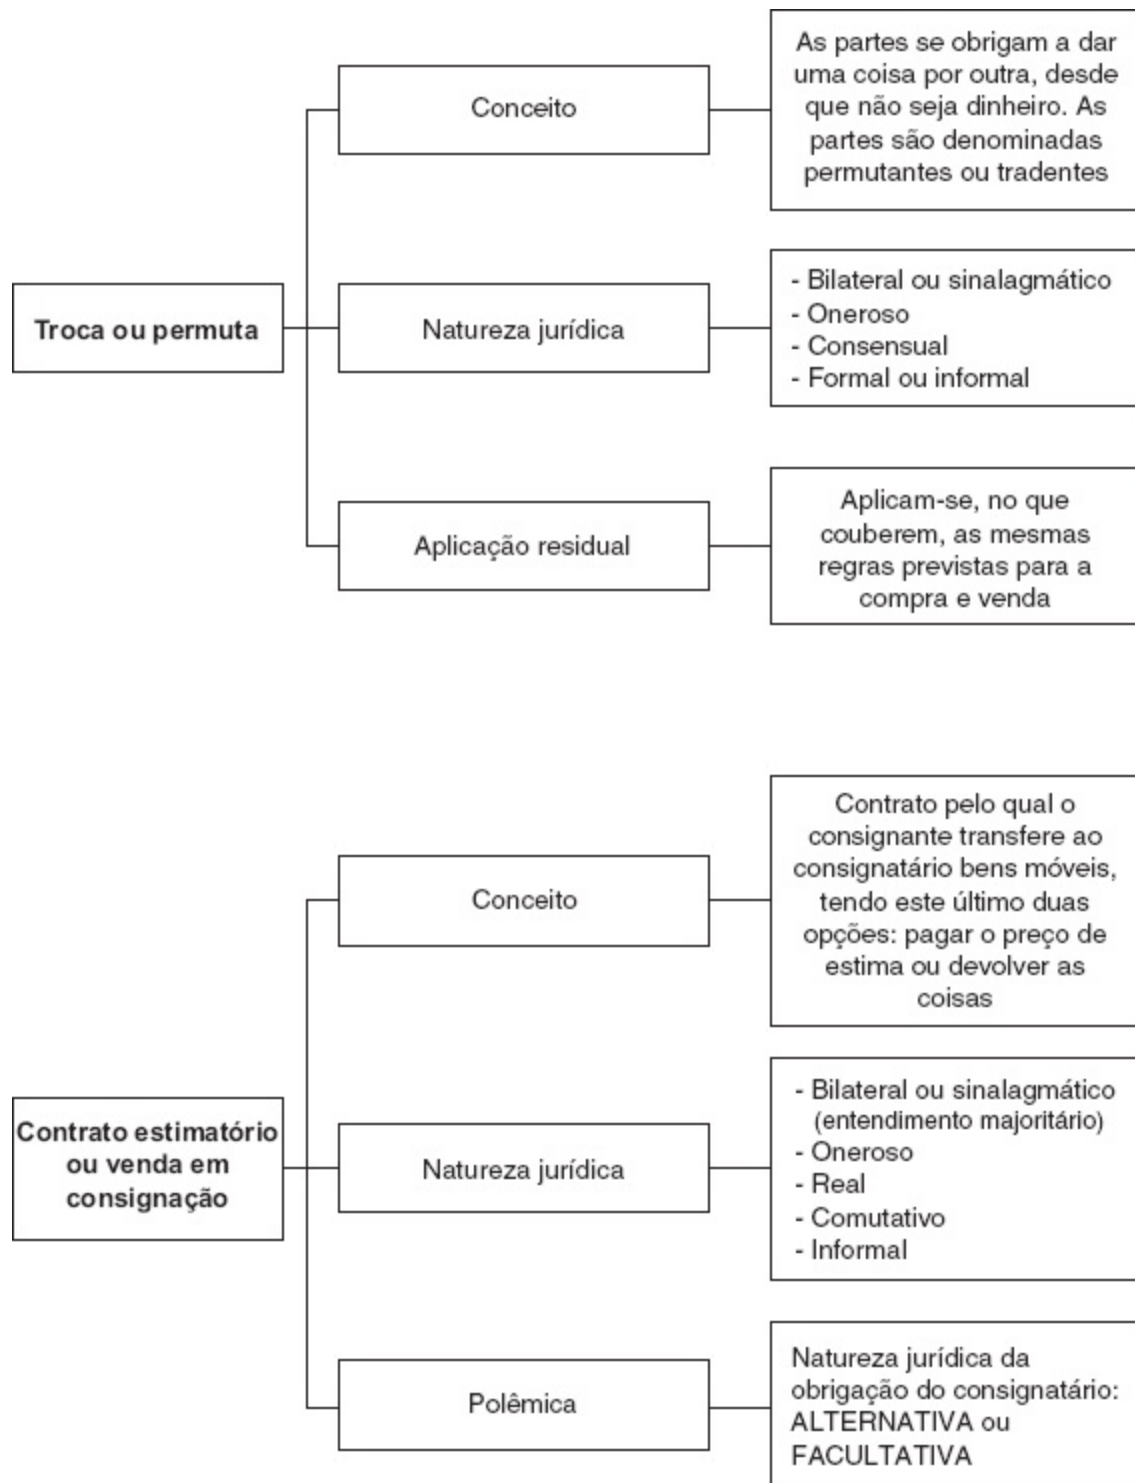 Troca ou permuta
Conceito
As partes se obrigam a dar
uma coisa por outra, desde
que não seja dinheiro. As
partes são denominadas
permutantes ou tradentes
Natureza jurídica
- Bilateral ou sinalagmático
- Oneroso
- Consensual
- Formal ou informal
Aplicação residual
Aplicam-se, no que
couberem, as mesmas
regras previstas para a
compra e venda
Contrato estimatório
ou venda em
consignação
Conceito
Contrato pelo qual o
consignante transfere ao
consignatário bens móveis,
tendo este último duas
opções: pagar o preço de
estima ou devolver as
coisas
Natureza jurídica
- Bilateral ou sinalagmático
(entendimento majoritário)
- Oneroso
- Real
- Comutativo
- Informal
Polêmica
Natureza jurídica da
obrigação do consignatário:
ALTERNATIVA ou
FACULTATIVA